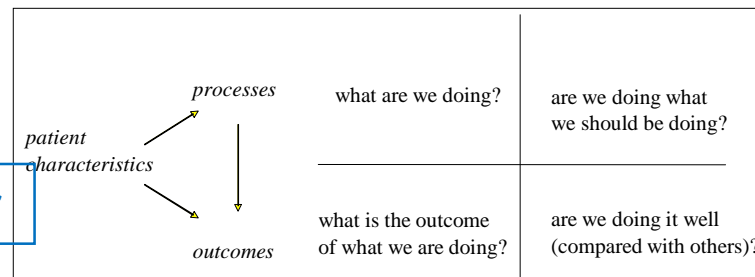 processes
what are we doing?
are we doing what
we should be doing?
patient
characteristics
what is the outcome
of what we are doing?
are we doing it well
(compared with others)?
outcomes